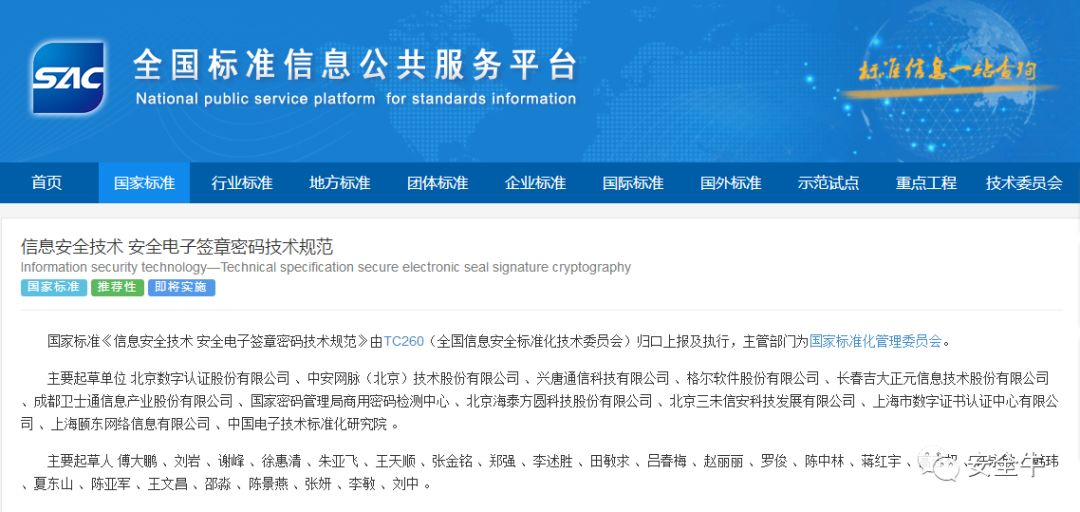 SAC
全国标准信息公共服务平台
National public service platform for standards information
标准信息一站查询
首页 国家标准 行业标准 地方标准 团体标准 企业标准 国际标准 国外标准 示范试点 重点工程 技术委员会
信息安全技术 安全电子签章密码技术规范
Information security technology—Technical specification secure electronic seal signature cryptography
国家标准 推荐性 即将实施
国家标准《信息安全技术 安全电子签章密码技术规范》由TC260（全国信息安全标准化技术委员会）归口上报及执行，主管部门为国家标准化管理委员会。
主要起草单位 北京数字认证股份有限公司 、中安网脉（北京）技术股份有限公司 、兴唐通信科技有限公司 、格尔软件股份有限公司 、长春吉大正元信息技术股份有限公司
、成都卫士通信息产业股份有限公司 、国家密码管理局商用密码检测中心 、北京海泰方圆科技股份有限公司 、北京三未信安科技发展有限公司 、上海市数字证书认证中心有限公
司 、上海颐东网络信息有限公司 、中国电子技术标准化研究院 。
主要起草人 傅大鹏 、刘岩 、谢峰 、徐惠清 、朱亚飞 、王天顺 、张金铭 、郑强 、李述胜 、田敏求 、吕春梅 、赵丽丽 、罗俊 、陈中林 、蒋红宇 、
、夏东山 、陈亚军 、王文昌 、邵淼 、陈景燕 、张妍 、李敏 、刘中 。
安全牛